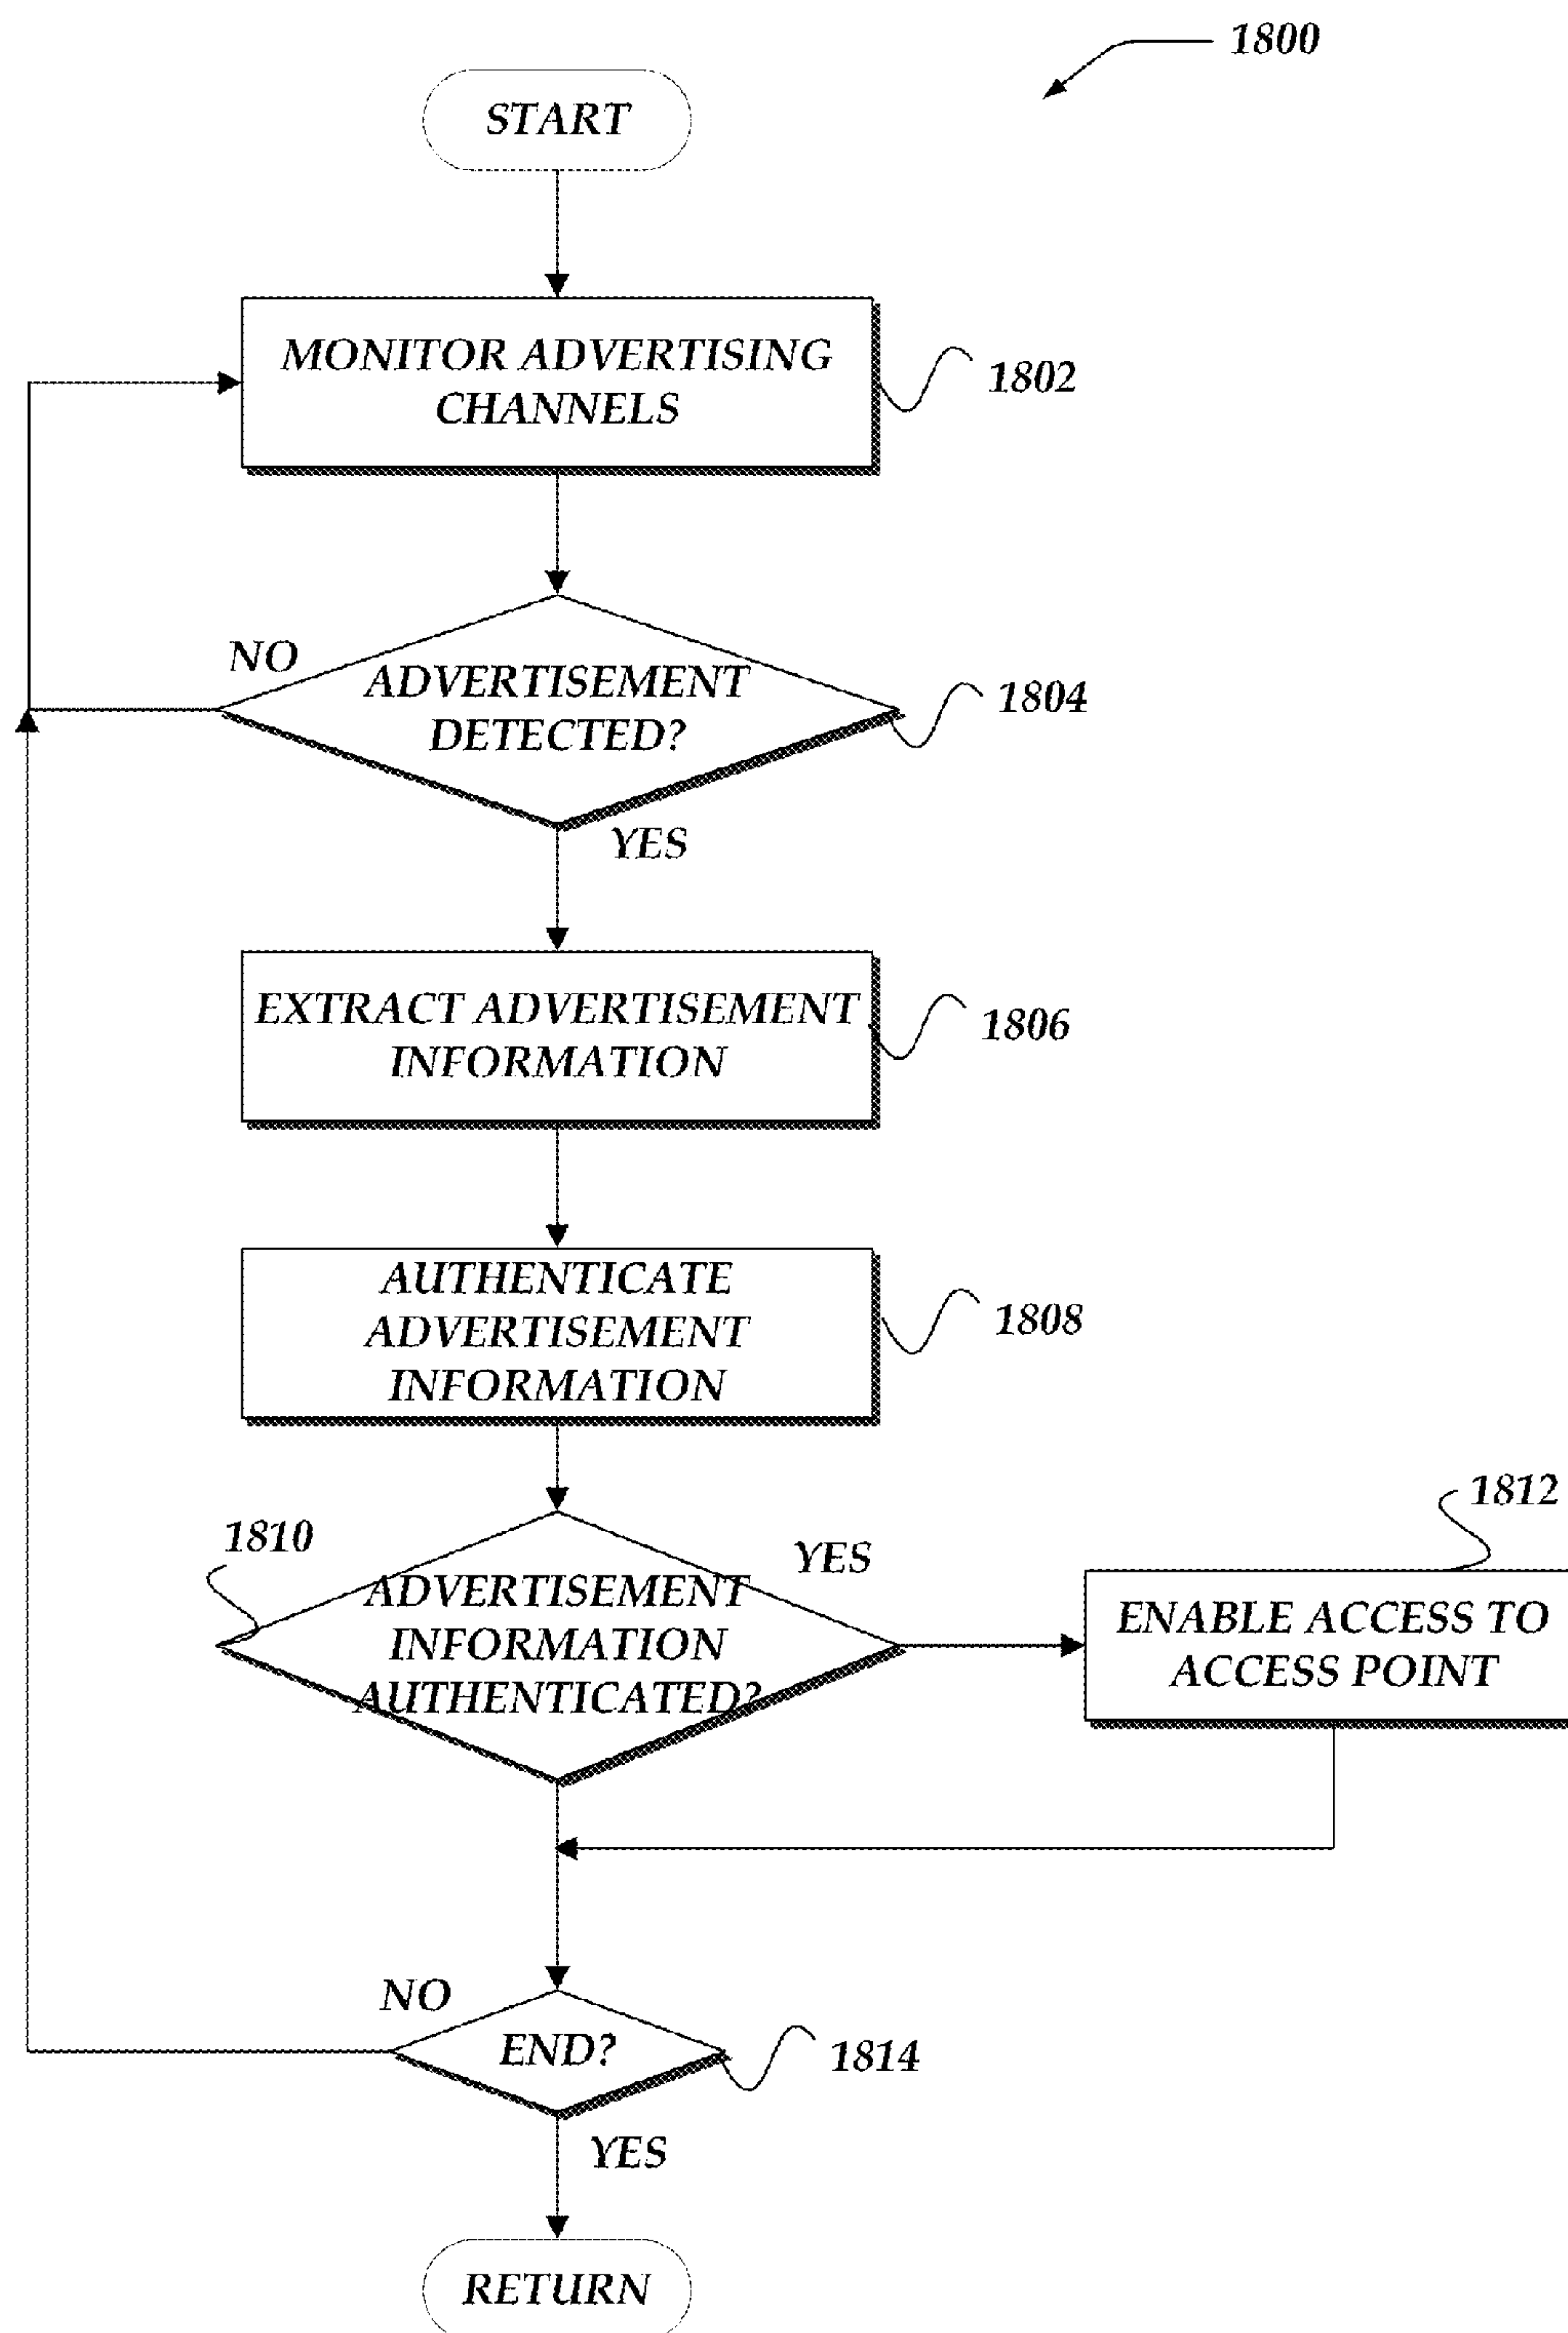 1800
START
MONITOR ADVERTISING
CHANNELS
1802
NO
ADVERTISEMENT
DETECTED?
1804
YES
EXTRACT ADVERTISEMENT
INFORMATION
1806
AUTHENTICATE
ADVERTISEMENT
INFORMATION
1808
1810
ADVERTISEMENT
INFORMATION
AUTHENTICATED?
YES
1812
ENABLE ACCESS TO
ACCESS POINT
NO
END?
1814
YES
RETURN